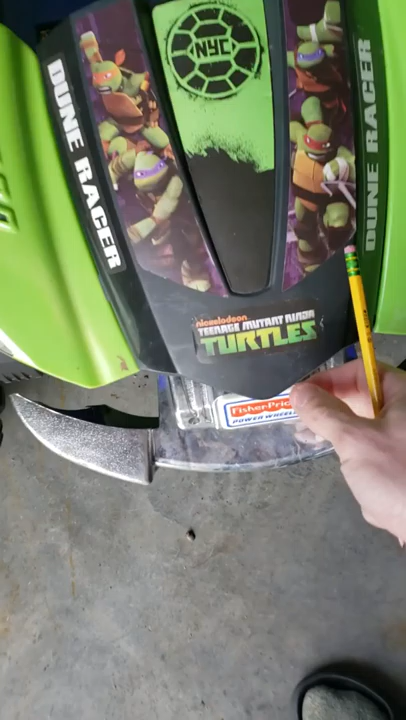 NYC
DUNE RACER
DUNE RACER
nickelodeon
TEENAGE MUTANT NINJA
TURTLES
Fisher-Price
POWER WHEELS